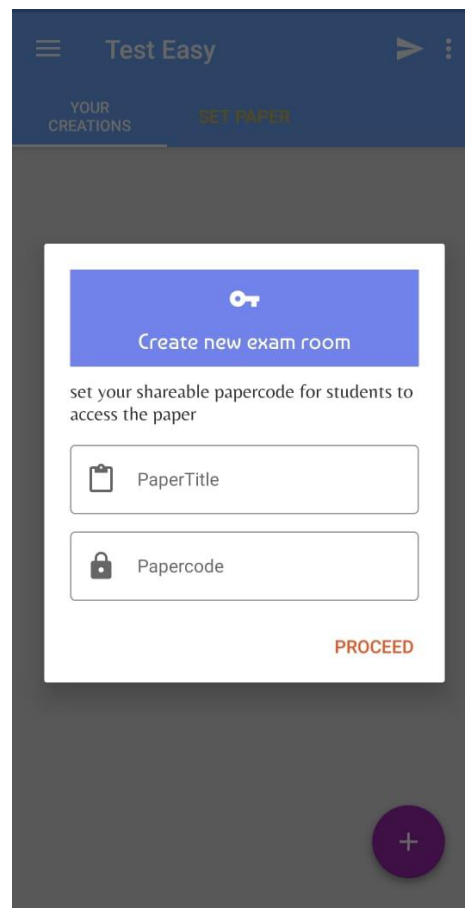 Test Easy
YOUR
CREATIONS
SET PAPER
Create new exam room
set your shareable papercode for students to
access the paper
PaperTitle
Papercode
PROCEED